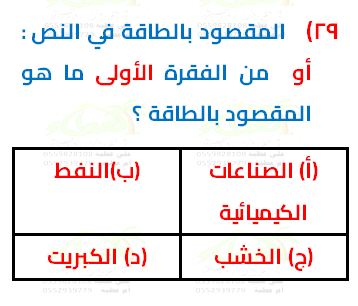 ٢٩) المقصود بالطاقة في النص :
أو من الفقرة الأولى ما هو
المقصود بالطاقة ؟
(أ) الصناعات الكيميائية
(ب)النفط
(ج) الخشب
(د) الكبريت